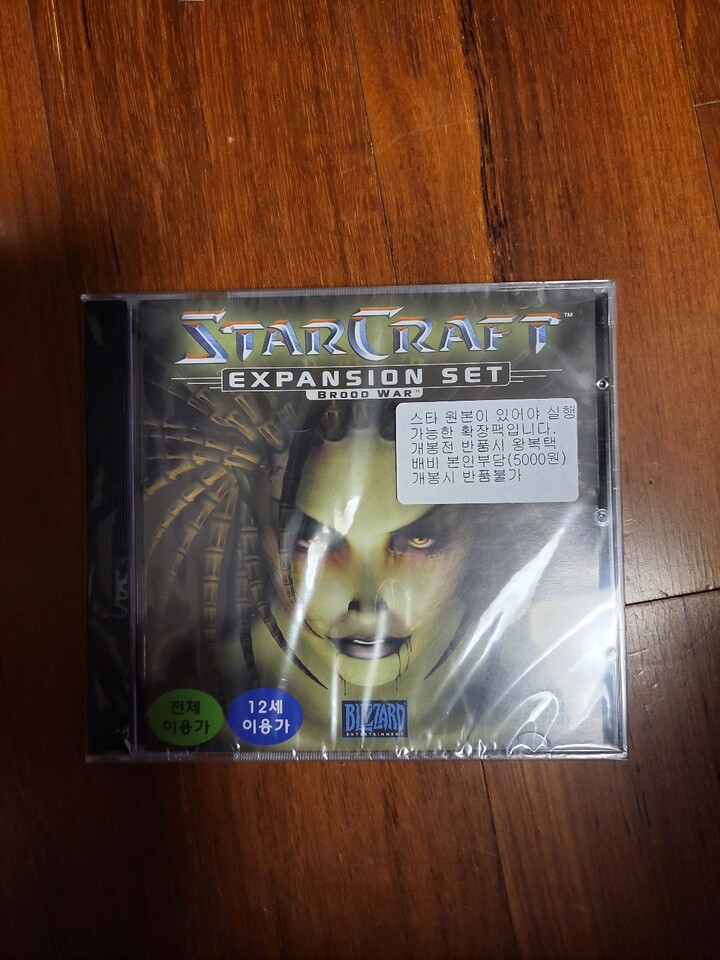 STARCRAFT™
EXPANSION SET
BROOD WAR™
스타 원본이 있어야 실행
가능한 확장팩입니다.
개봉전 반품시 왕복택
배비 본인부담(5000원)
개봉시 반품불가
전체
이용가
12세
이용가
BLIZZARD
ENTERTAINMENT